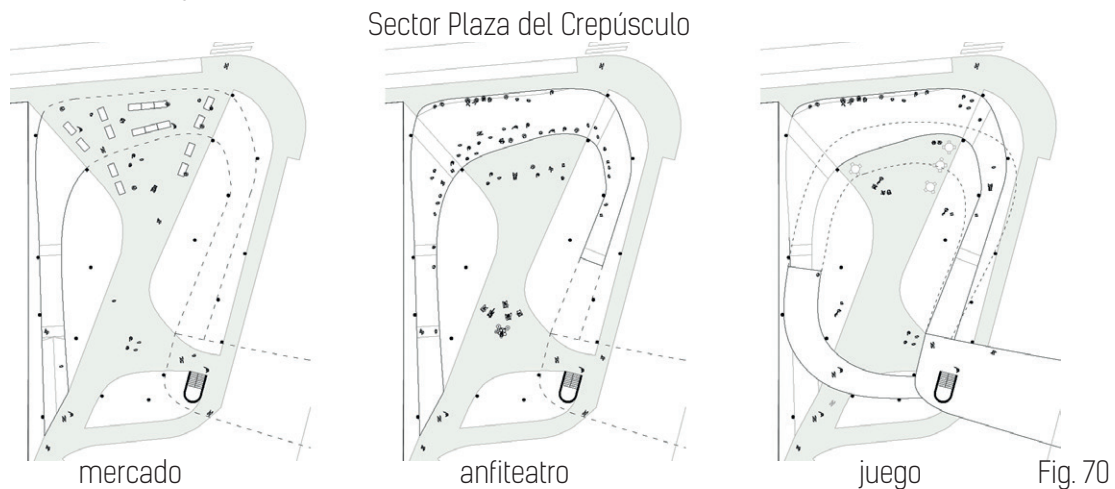 Sector Plaza del Crepúsculo
mercado
anfiteatro
juego
Fig. 70